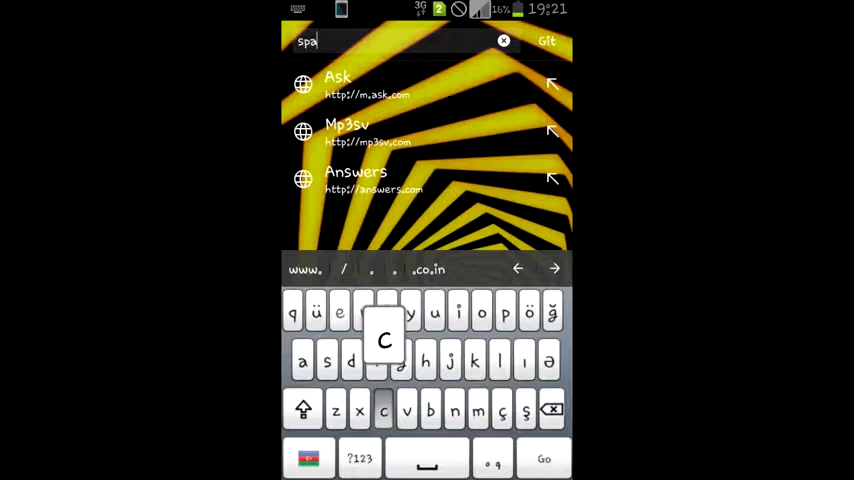 3G 2 16% 19:21
spa Git
Ask
http://m.ask.com
Mp3sv
http://mp3sv.com
Answers
http://answers.com
www. / . . .co.in
q ü e y u i o p ö ğ
c
a s d g h j k l ı ə
z x c v b n m ç ş
?123 Go